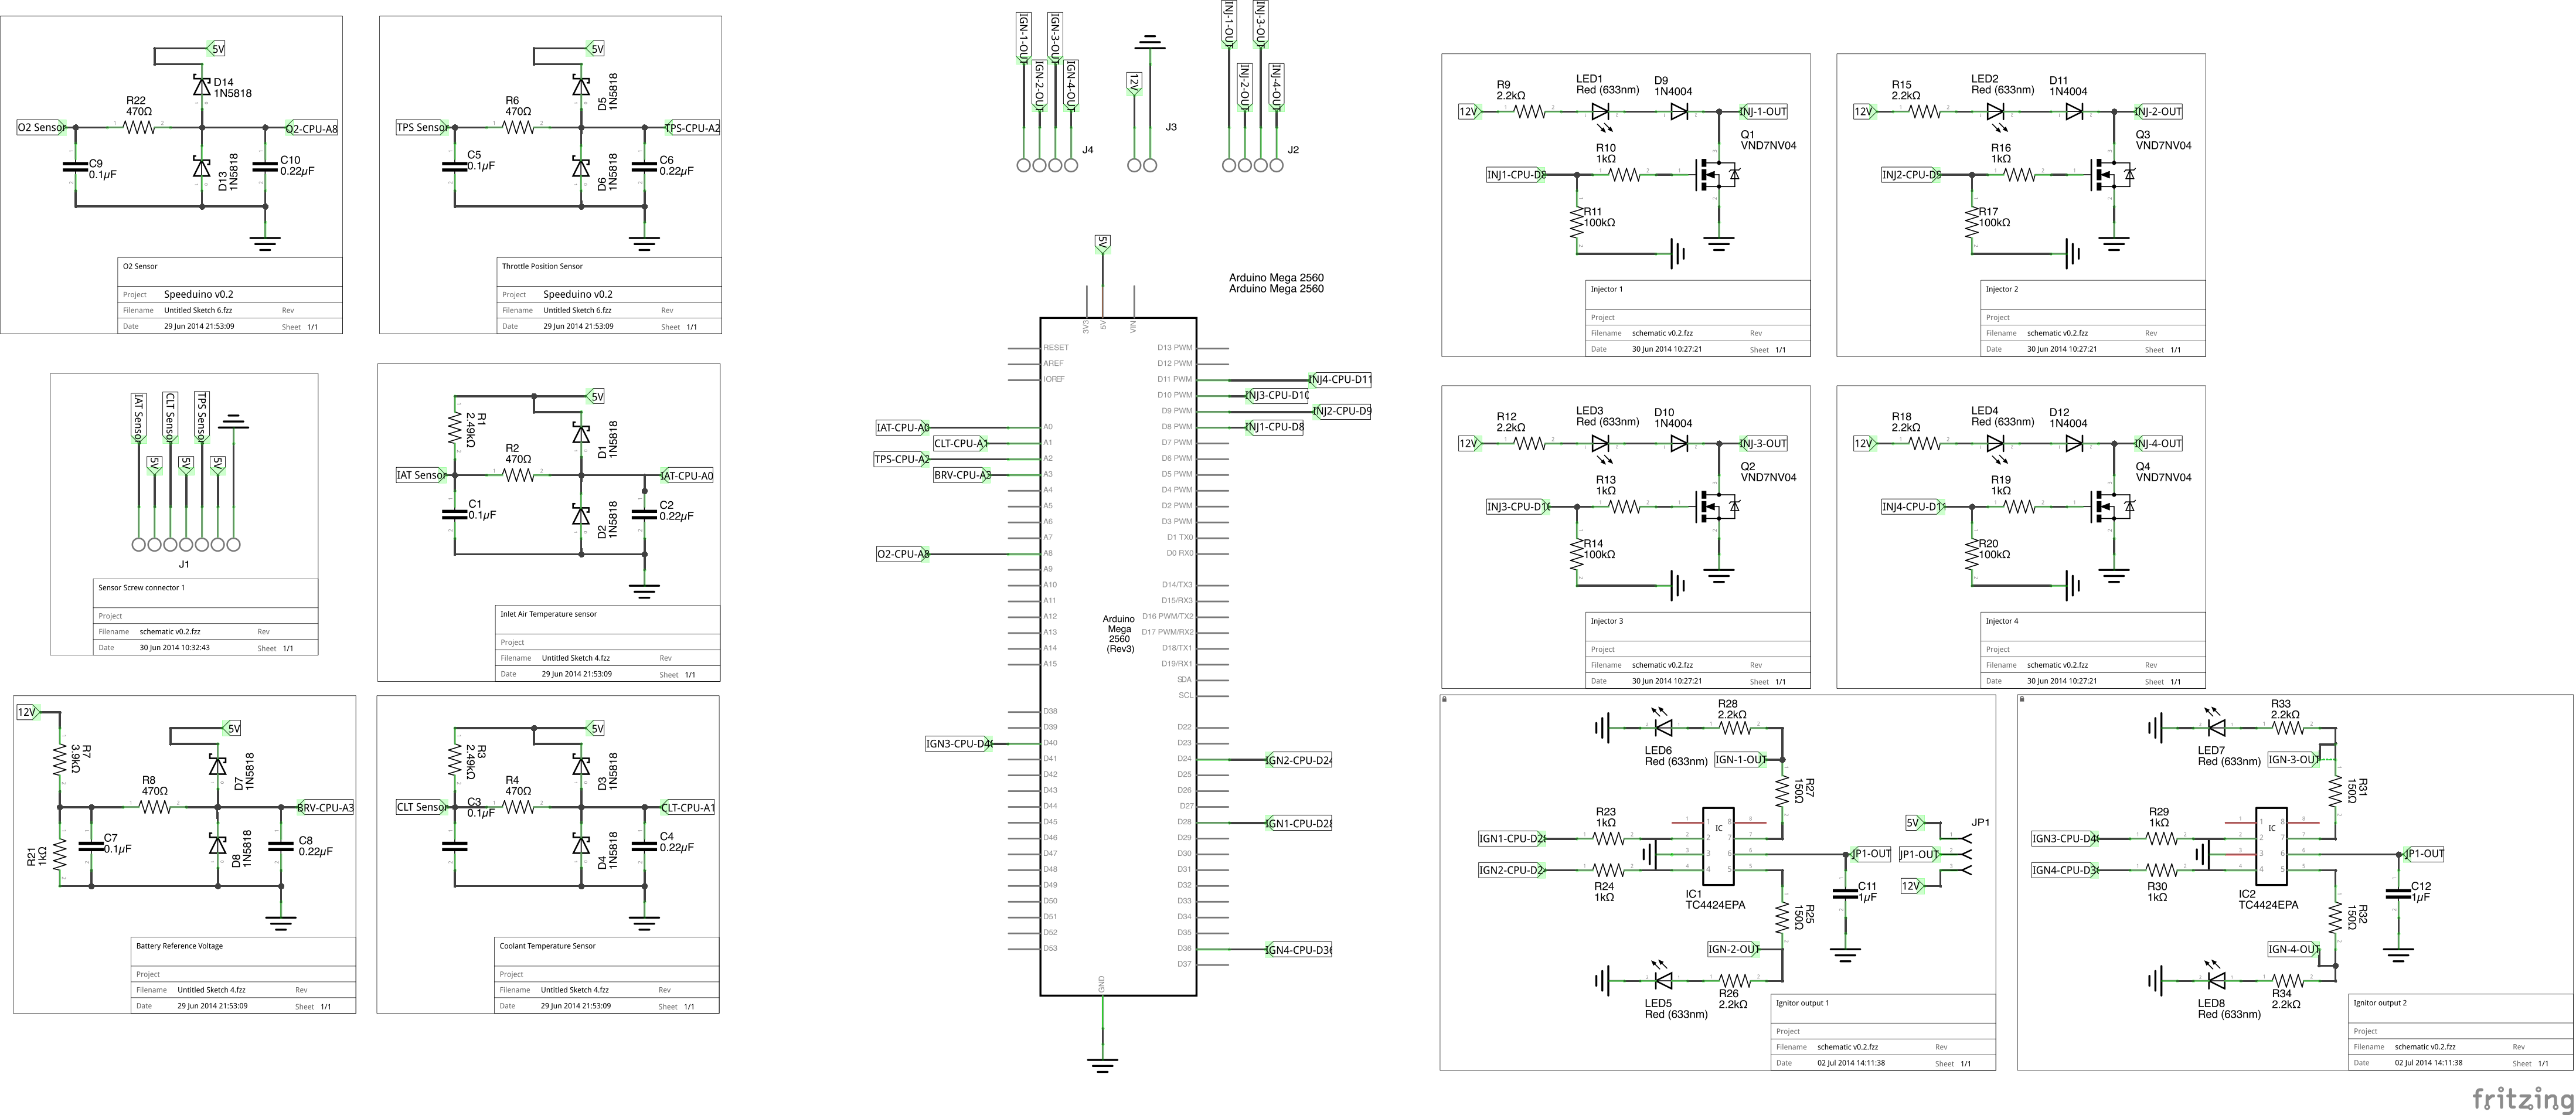 5V
D14
1N5818
R22
470Ω
O2 Sensor
O2-CPU-A8
C9
0.1µF
D13
1N5818
C10
0.22µF
O2 Sensor
Project Speeduino v0.2
Filename Untitled Sketch 6.fzz Rev
Date 29 Jun 2014 21:53:09 Sheet 1/1
5V
D5
1N5818
R6
470Ω
TPS Sensor
TPS-CPU-A2
C5
0.1µF
D6
1N5818
C6
0.22µF
Throttle Position Sensor
Project Speeduino v0.2
Filename Untitled Sketch 6.fzz Rev
Date 29 Jun 2014 21:53:09 Sheet 1/1
IAT Sensor
CLT Sensor
TPS Sensor
5V
5V
5V
J1
Sensor Screw connector 1
Project
Filename schematic v0.2.fzz Rev
Date 30 Jun 2014 10:32:43 Sheet 1/1
5V
R1
2.49kΩ
D1
1N5818
R2
470Ω
IAT Sensor
IAT-CPU-A0
C1
0.1µF
D2
1N5818
C2
0.22µF
Inlet Air Temperature sensor
Project
Filename Untitled Sketch 4.fzz Rev
Date 29 Jun 2014 21:53:09 Sheet 1/1
12V
5V
R7
3.9kΩ
D7
1N5818
R8
470Ω
BRV-CPU-A3
R21
1kΩ
C7
0.1µF
D8
1N5818
C8
0.22µF
Battery Reference Voltage
Project
Filename Untitled Sketch 4.fzz Rev
Date 29 Jun 2014 21:53:09 Sheet 1/1
5V
R3
2.49kΩ
D3
1N5818
R4
470Ω
CLT Sensor
C3
0.1µF
CLT-CPU-A1
D4
1N5818
C4
0.22µF
Coolant Temperature Sensor
Project
Filename Untitled Sketch 4.fzz Rev
Date 29 Jun 2014 21:53:09 Sheet 1/1
IGN-1-OUT
IGN-2-OUT
IGN-3-OUT
IGN-4-OUT
J4
12V
J3
INJ-1-OUT
INJ-2-OUT
INJ-3-OUT
INJ-4-OUT
J2
5V
Arduino Mega 2560
Arduino Mega 2560
3V3
5V
VIN
RESET
AREF
IOREF
A0
A1
A2
A3
A4
A5
A6
A7
A8
A9
A10
A11
A12
A13
A14
A15
D38
D39
D40
D41
D42
D43
D44
D45
D46
D47
D48
D49
D50
D51
D52
D53
IAT-CPU-A0
CLT-CPU-A1
TPS-CPU-A2
BRV-CPU-A3
O2-CPU-A8
IGN3-CPU-D40
Arduino
Mega
2560
(Rev3)
GND
D13 PWM
D12 PWM
D11 PWM
D10 PWM
D9 PWM
D8 PWM
D7 PWM
D6 PWM
D5 PWM
D4 PWM
D2 PWM
D3 PWM
D1 TX0
D0 RX0
D14/TX3
D15/RX3
D16 PWM/TX2
D17 PWM/RX2
D18/TX1
D19/RX1
SDA
SCL
D22
D23
D24
D25
D26
D27
D28
D29
D30
D31
D32
D33
D34
D35
D36
D37
INJ4-CPU-D11
INJ3-CPU-D10
INJ2-CPU-D9
INJ1-CPU-D8
IGN2-CPU-D24
IGN1-CPU-D28
IGN4-CPU-D36
R9
2.2kΩ
LED1
Red (633nm)
D9
1N4004
12V
INJ-1-OUT
Q1
VND7NV04
R10
1kΩ
INJ1-CPU-D8
R11
100kΩ
Injector 1
Project
Filename schematic v0.2.fzz Rev
Date 30 Jun 2014 10:27:21 Sheet 1/1
R15
2.2kΩ
LED2
Red (633nm)
D11
1N4004
12V
INJ-2-OUT
Q3
VND7NV04
R16
1kΩ
INJ2-CPU-D9
R17
100kΩ
Injector 2
Project
Filename schematic v0.2.fzz Rev
Date 30 Jun 2014 10:27:21 Sheet 1/1
R12
2.2kΩ
LED3
Red (633nm)
D10
1N4004
12V
INJ-3-OUT
Q2
VND7NV04
R13
1kΩ
INJ3-CPU-D10
R14
100kΩ
Injector 3
Project
Filename schematic v0.2.fzz Rev
Date 30 Jun 2014 10:27:21 Sheet 1/1
R18
2.2kΩ
LED4
Red (633nm)
D12
1N4004
12V
INJ-4-OUT
Q4
VND7NV04
R19
1kΩ
INJ4-CPU-D11
R20
100kΩ
Injector 4
Project
Filename schematic v0.2.fzz Rev
Date 30 Jun 2014 10:27:21 Sheet 1/1
R28
2.2kΩ
LED6
Red (633nm)
IGN-1-OUT
R27
150Ω
R23
1kΩ
IGN1-CPU-D28
IGN2-CPU-D24
R24
1kΩ
IC
IC1
TC4424EPA
JP1-OUT
C11
1µF
5V
JP1
JP1-OUT
12V
R25
150Ω
IGN-2-OUT
LED5
Red (633nm)
R26
2.2kΩ
Ignitor output 1
Project
Filename schematic v0.2.fzz Rev
Date 02 Jul 2014 14:11:38 Sheet 1/1
R33
2.2kΩ
LED7
Red (633nm)
IGN-3-OUT
R31
150Ω
R29
1kΩ
IGN3-CPU-D40
IGN4-CPU-D36
R30
1kΩ
IC
IC2
TC4424EPA
JP1-OUT
C12
1µF
R32
150Ω
IGN-4-OUT
LED8
Red (633nm)
R34
2.2kΩ
Ignitor output 2
Project
Filename schematic v0.2.fzz Rev
Date 02 Jul 2014 14:11:38 Sheet 1/1
fritzing